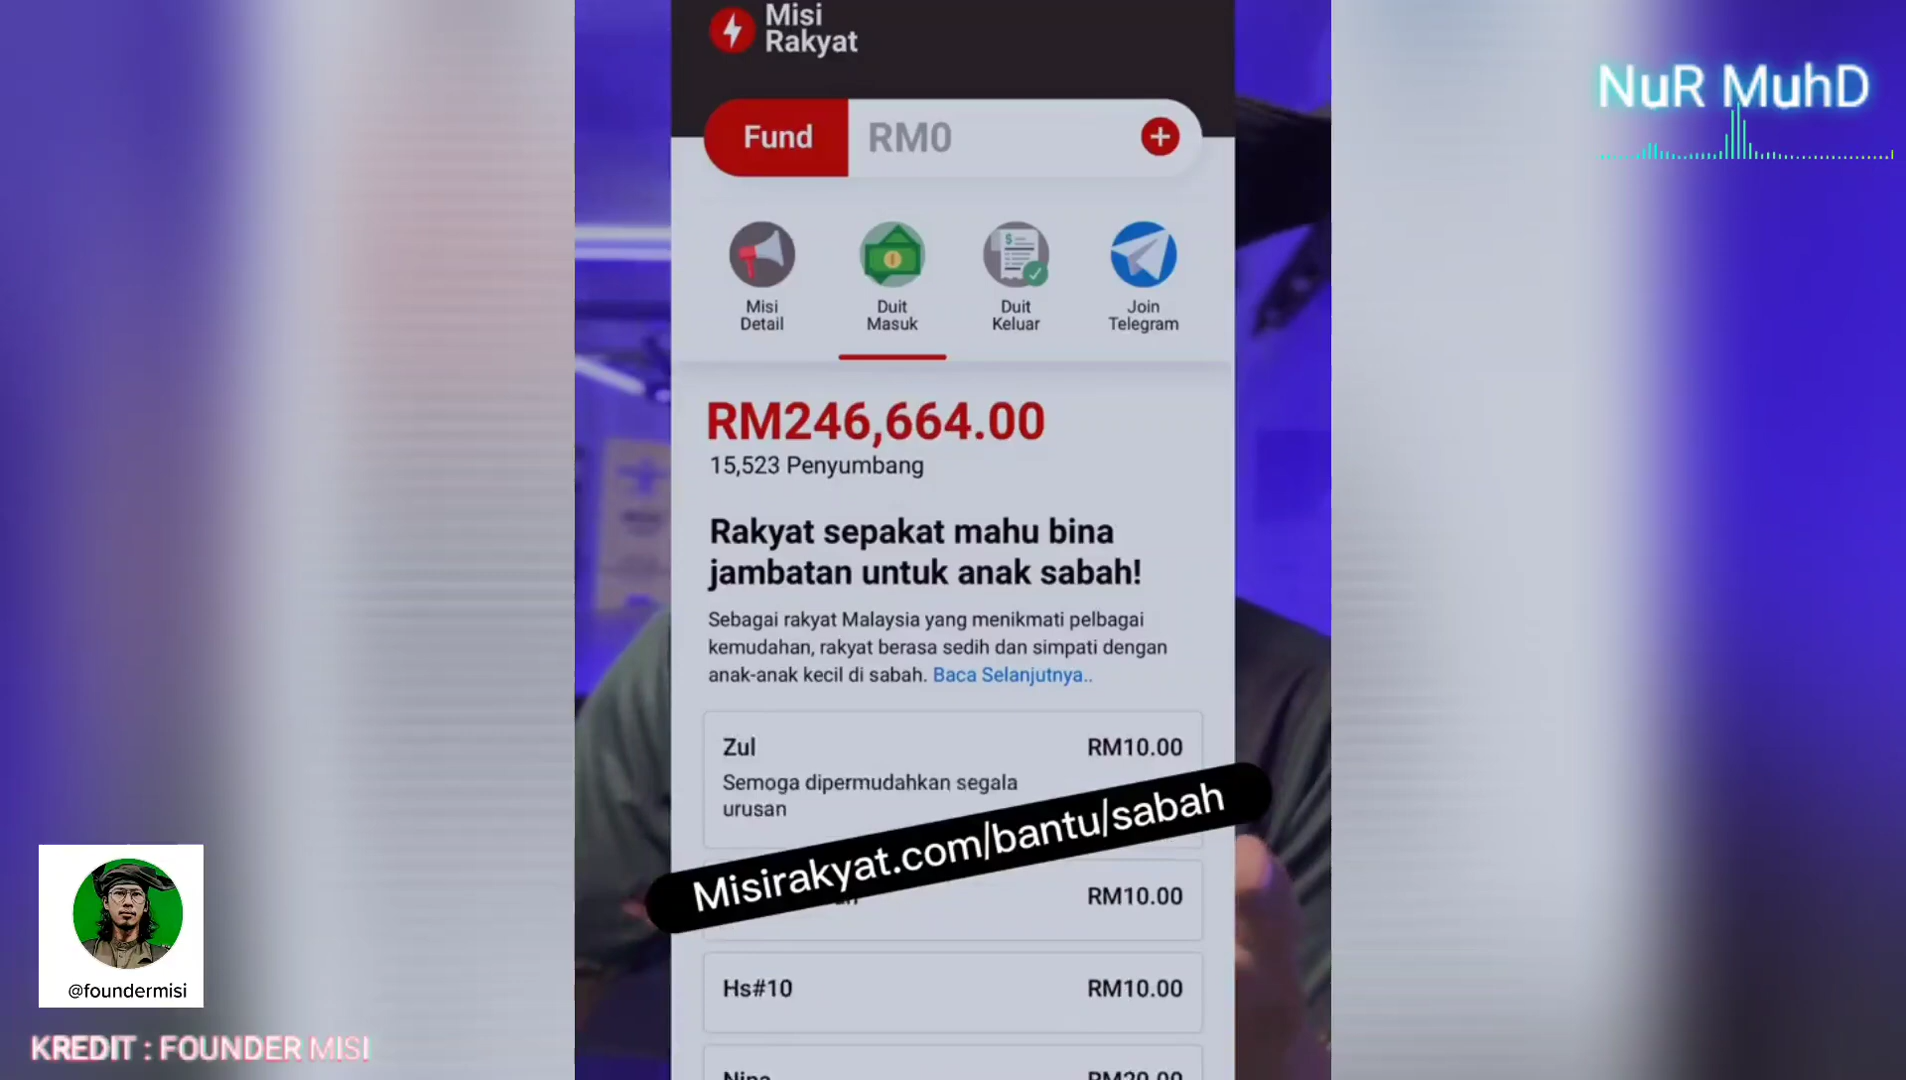 Misi
Rakyat
NuR MuhD
Fund
RM0
Misi
Detail
Duit
Masuk
Duit
Keluar
Join
Telegram
RM246,664.00
15,523 Penyumbang
Rakyat sepakat mahu bina
jambatan untuk anak sabah!
Sebagai rakyat Malaysia yang menikmati pelbagai
kemudahan, rakyat berasa sedih dan simpati dengan
anak-anak kecil di sabah. Baca Selanjutnya..
Zul RM10.00
Semoga dipermudahkan segala
urusan
Misirakyat.com/bantu/sabah
RM10.00
Hs#10 RM10.00
Nina RM20.00
@foundermisi
KREDIT : FOUNDER MISI